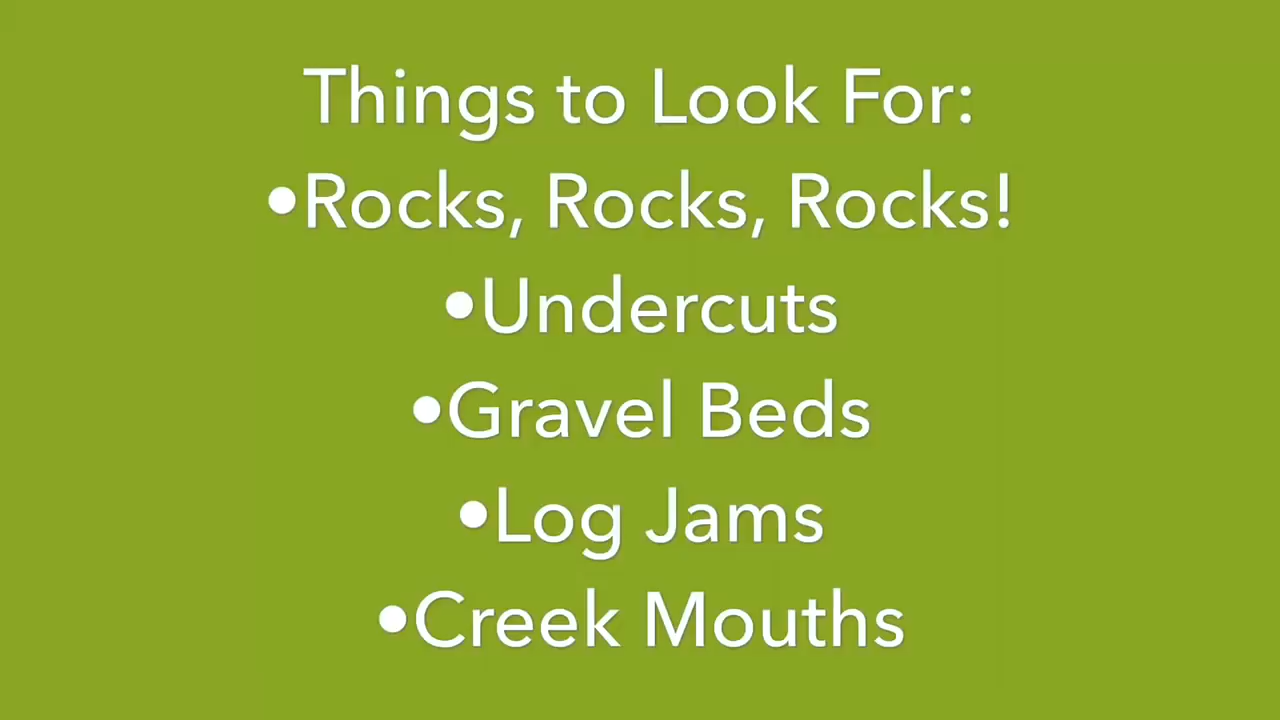 Things to Look For:
•Rocks, Rocks, Rocks!
•Undercuts
•Gravel Beds
•Log Jams
•Creek Mouths